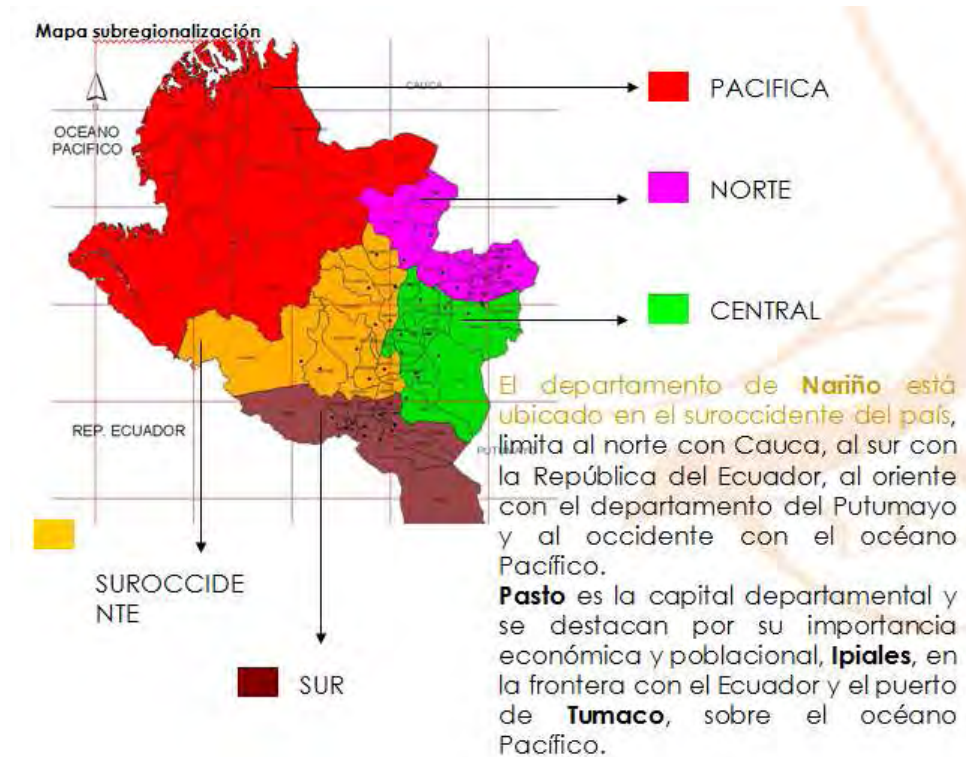 Mapa subregionalización
CAUCA
PACIFICA
OCEANO
PACIFICO
NORTE
CENTRAL
REP. ECUADOR
PUTUMAYO
El departamento de Nariño está
ubicado en el suroccidente del país,
limita al norte con Cauca, al sur con
la República del Ecuador, al oriente
con el departamento del Putumayo
y al occidente con el océano
Pacífico.
Pasto es la capital departamental y
se destacan por su importancia
económica y poblacional, Ipiales, en
la frontera con el Ecuador y el puerto
de Tumaco, sobre el océano
Pacífico.
SUROCCIDE
NTE
SUR